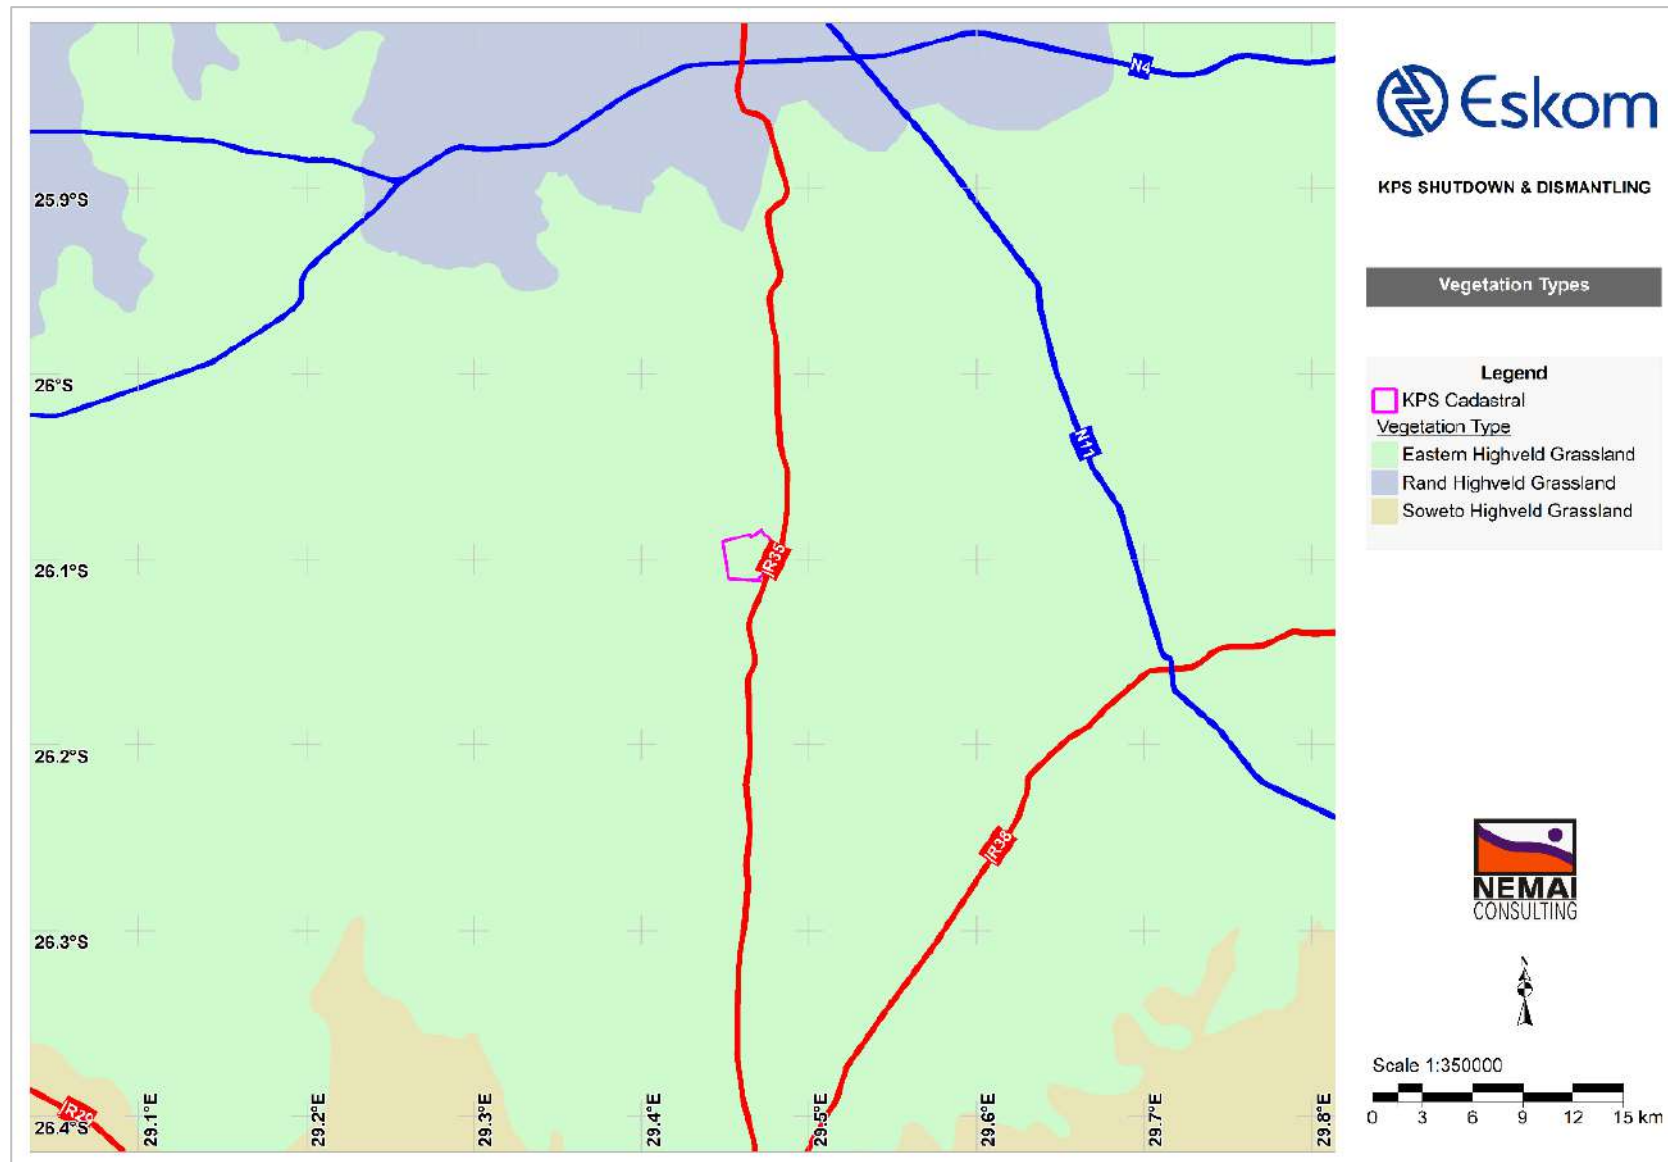 N4
25.9°S
26°S
N11
26.1°S
R35
26.2°S
R38
26.3°S
26.4°S
R29
29.1°E
29.2°E
29.3°E
29.4°E
29.5°E
29.6°E
29.7°E
29.8°E
Eskom
KPS SHUTDOWN & DISMANTLING
Vegetation Types
Legend
KPS Cadastral
Vegetation Type
Eastern Highveld Grassland
Rand Highveld Grassland
Soweto Highveld Grassland
NEMAI
CONSULTING
N
Scale 1:350000
0 3 6 9 12 15 km